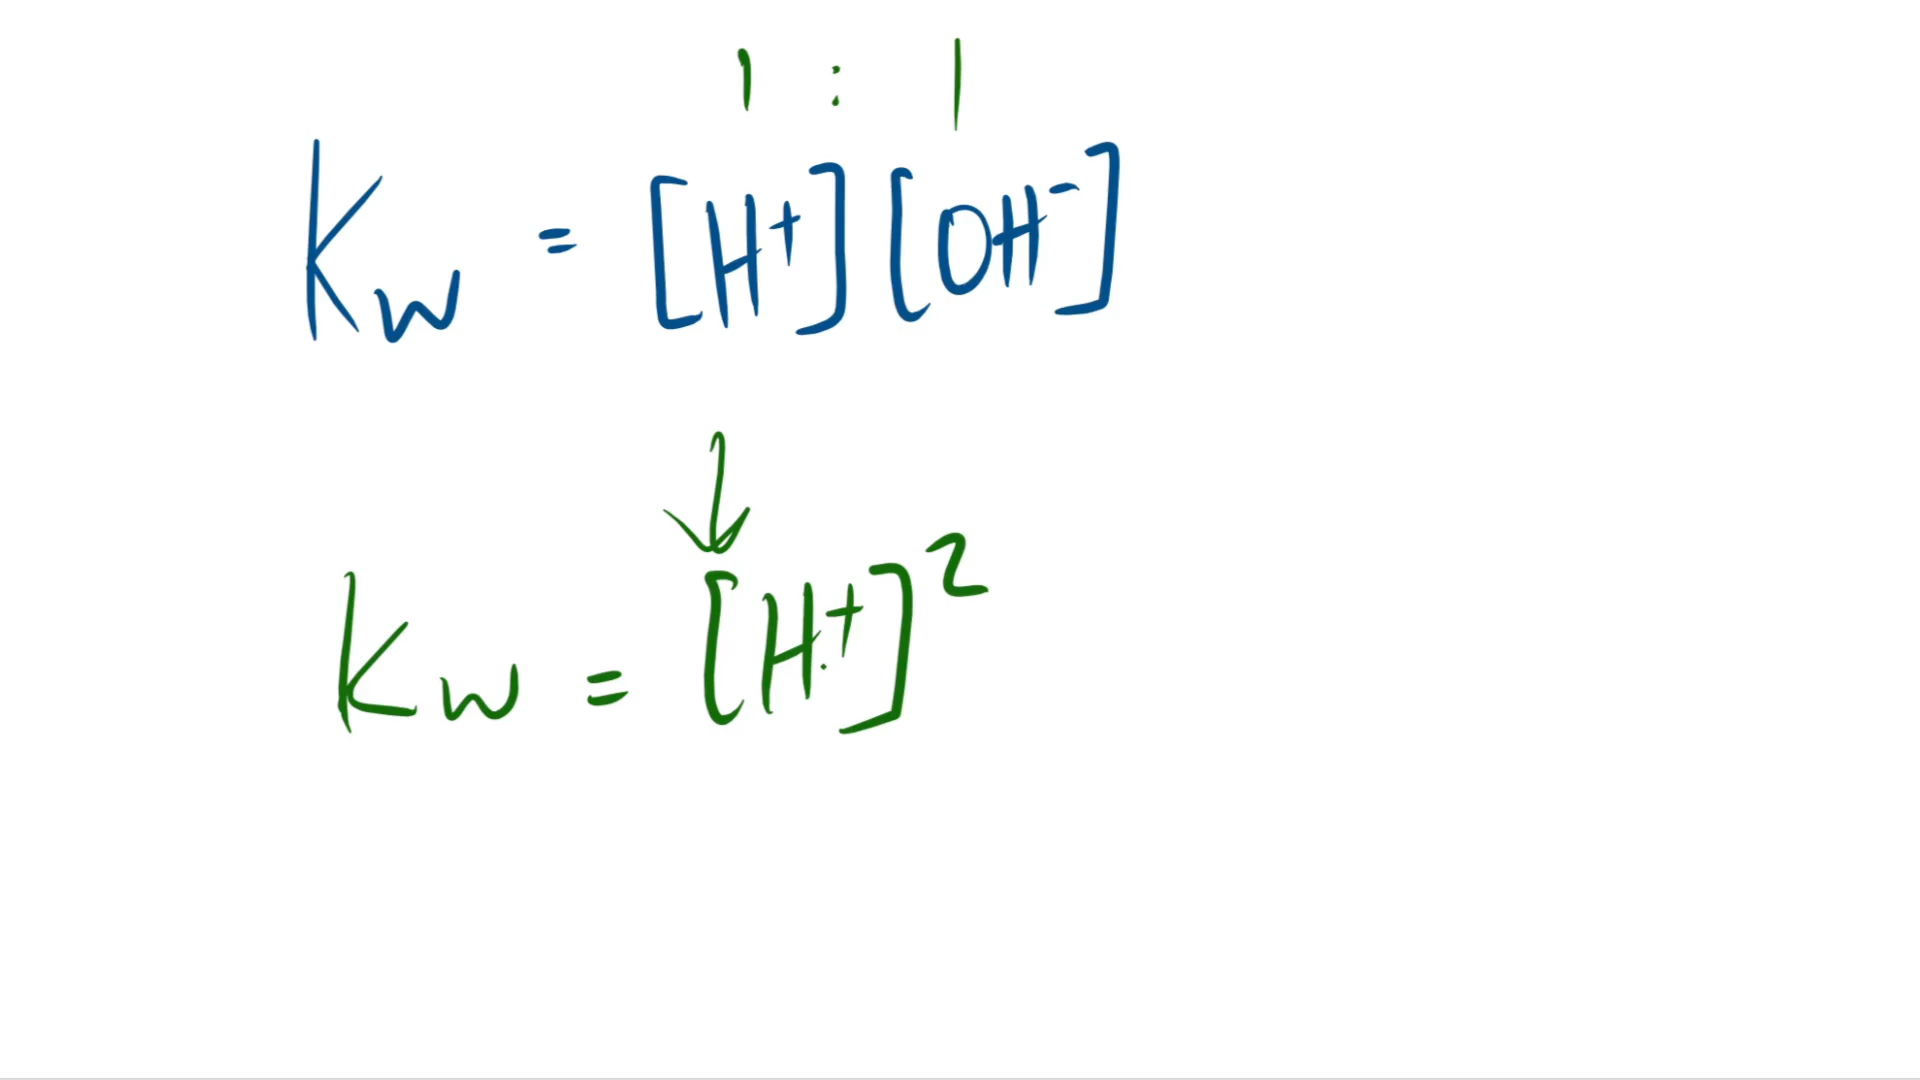 1 : 1
Kw = [H⁺][OH⁻]
Kw = [H⁺]²